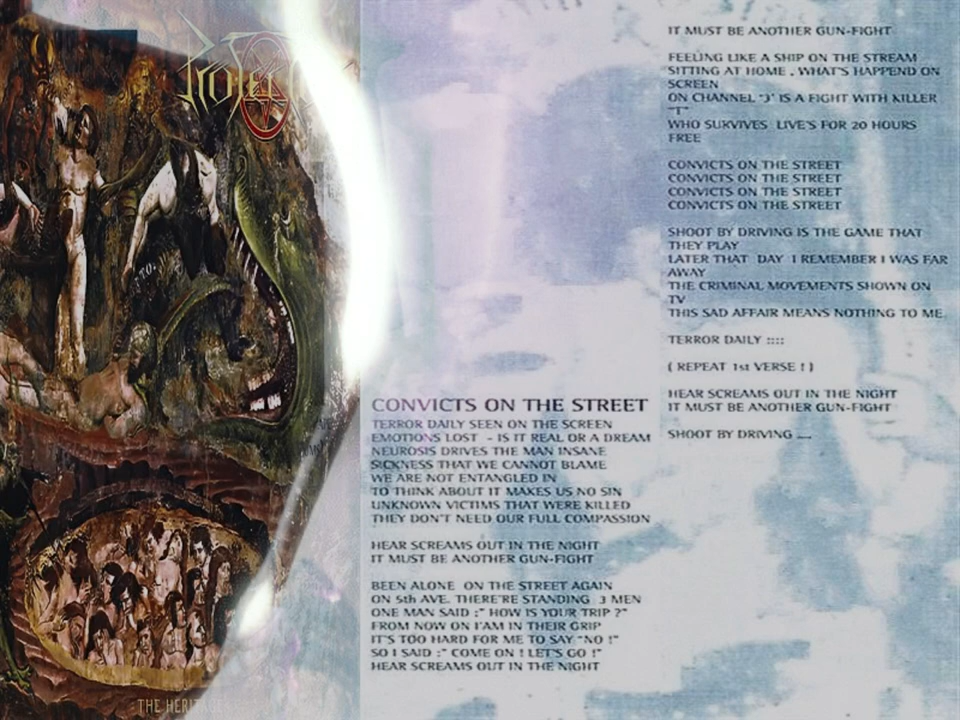 THE HERITAGE
CONVICTS ON THE STREET
TERROR DAILY SEEN ON THE SCREEN
EMOTIONS LOST - IS IT REAL OR A DREAM
NEUROSIS DRIVES THE MAN INSANE
SICKNESS THAT WE CANNOT BLAME
WE ARE NOT ENTANGLED IN
TO THINK ABOUT IT MAKES US NO SIN
UNKNOWN VICTIMS THAT WERE KILLED
THEY DON'T NEED OUR FULL COMPASSION
HEAR SCREAMS OUT IN THE NIGHT
IT MUST BE ANOTHER GUN-FIGHT
BEEN ALONE ON THE STREET AGAIN
ON 5th AVE. THERE'RE STANDING 3 MEN
ONE MAN SAID :" HOW IS YOUR TRIP ?"
FROM NOW ON I'AM IN THEIR GRIP
IT'S TOO HARD FOR ME TO SAY "NO !"
SO I SAID :" COME ON ! LET'S GO !"
HEAR SCREAMS OUT IN THE NIGHT
IT MUST BE ANOTHER GUN-FIGHT
FEELING LIKE A SHIP ON THE STREAM
SITTING AT HOME , WHAT'S HAPPEND ON
SCREEN
ON CHANNEL "3" IS A FIGHT WITH KILLER
"T"
WHO SURVIVES LIVE'S FOR 20 HOURS
FREE
CONVICTS ON THE STREET
CONVICTS ON THE STREET
CONVICTS ON THE STREET
CONVICTS ON THE STREET
SHOOT BY DRIVING IS THE GAME THAT
THEY PLAY
LATER THAT DAY I REMEMBER I WAS FAR
AWAY
THE CRIMINAL MOVEMENTS SHOWN ON
TV
THIS SAD AFFAIR MEANS NOTHING TO ME
TERROR DAILY ::::
( REPEAT 1st VERSE ! )
HEAR SCREAMS OUT IN THE NIGHT
IT MUST BE ANOTHER GUN-FIGHT
SHOOT BY DRIVING ....